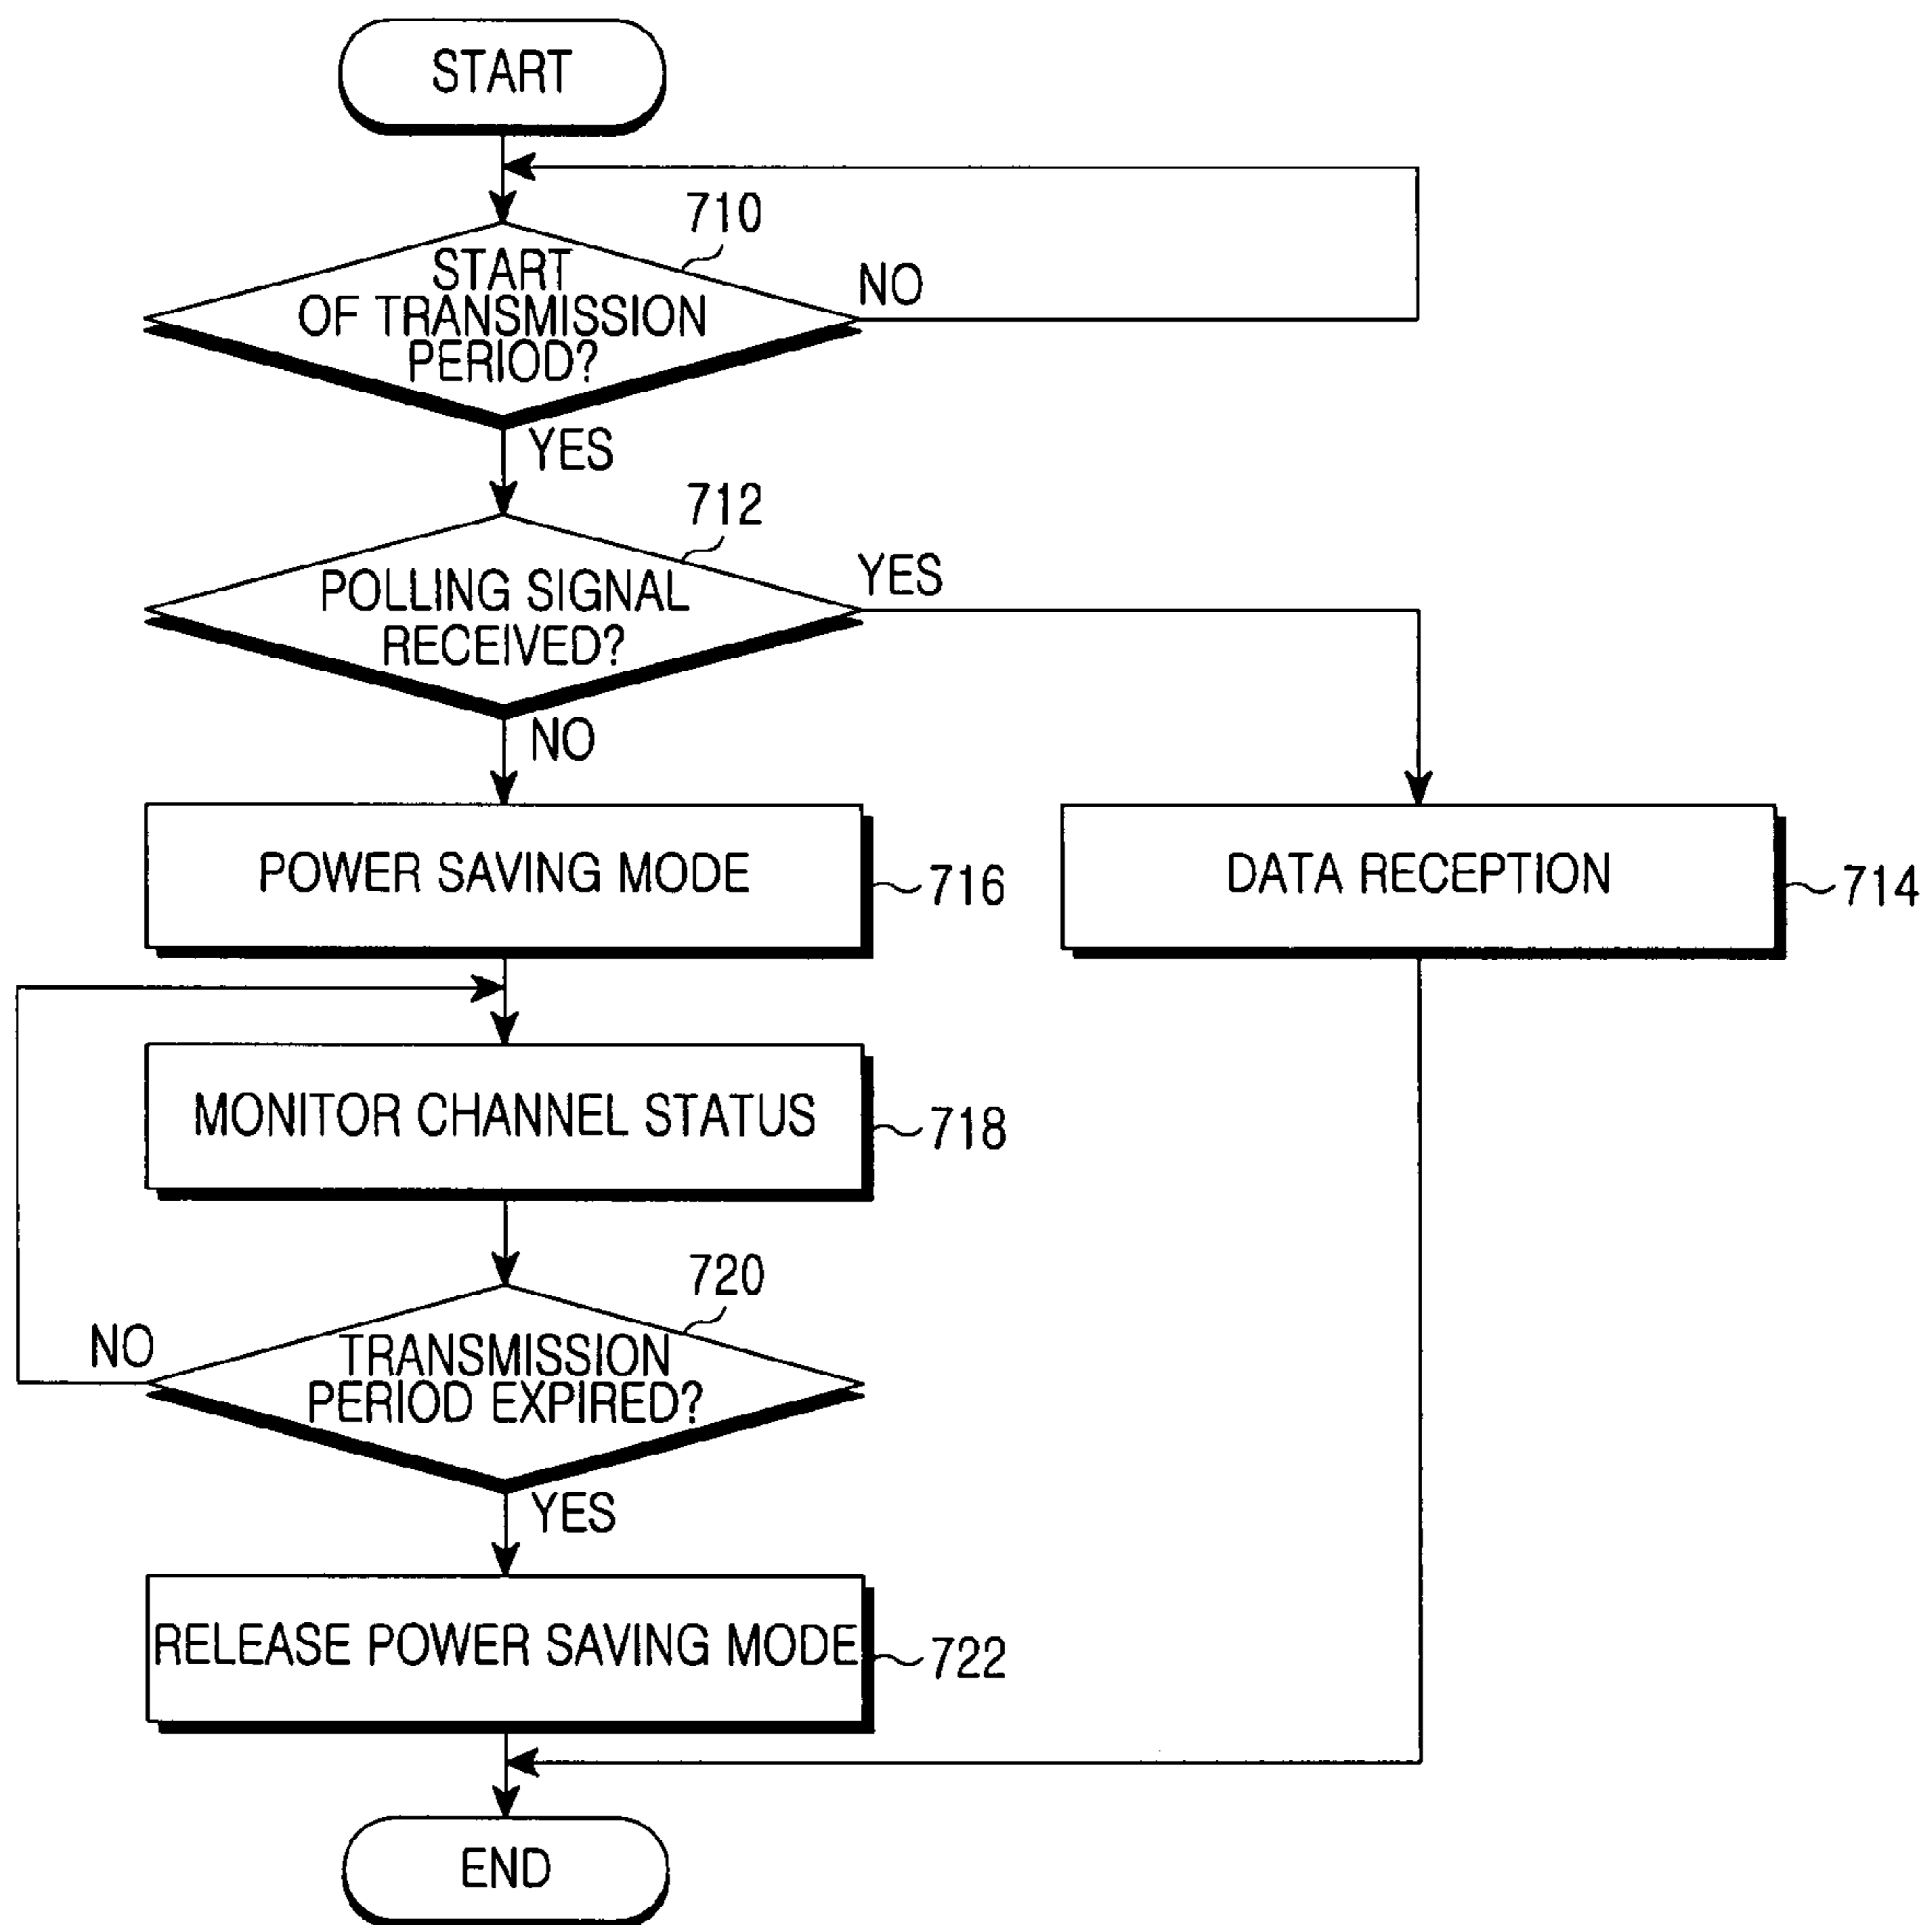 START
710
START
OF TRANSMISSION
PERIOD?
NO
YES
712
POLLING SIGNAL
RECEIVED?
YES
NO
POWER SAVING MODE
716
DATA RECEPTION
714
MONITOR CHANNEL STATUS
718
720
TRANSMISSION
PERIOD EXPIRED?
NO
YES
RELEASE POWER SAVING MODE
722
END